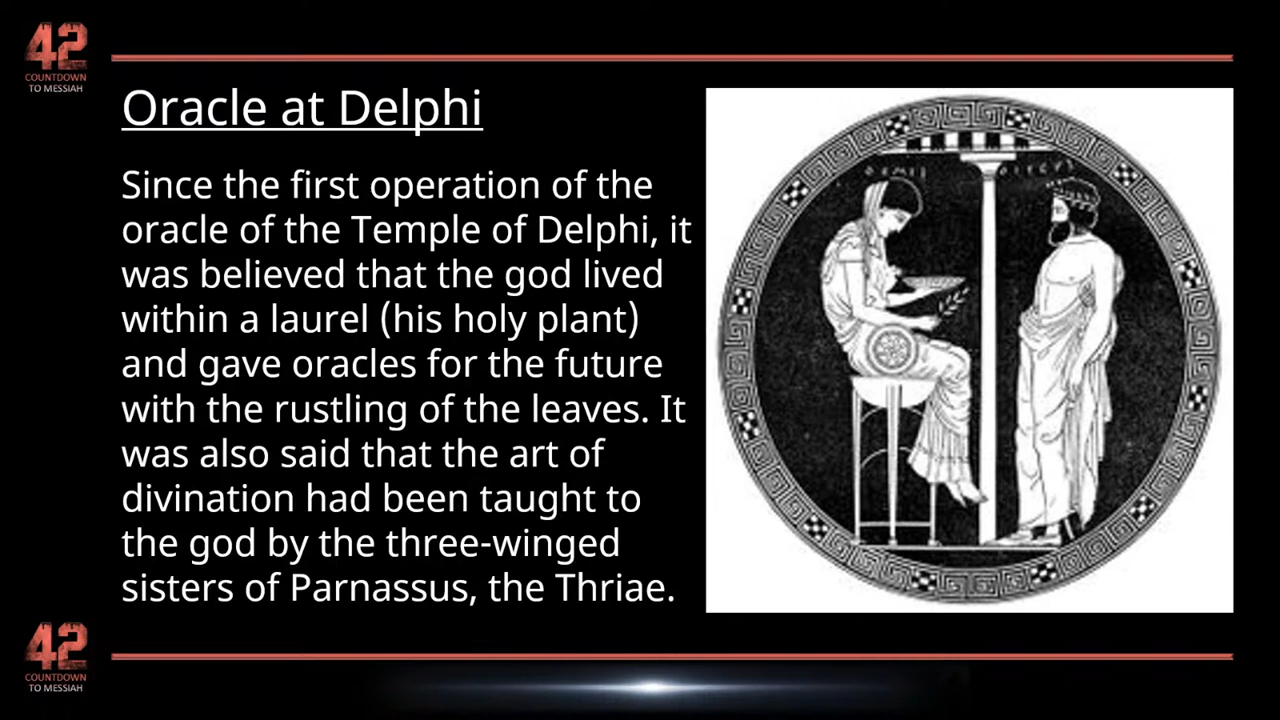 42
COUNTDOWN
TO MESSIAH
Oracle at Delphi
Since the first operation of the
oracle of the Temple of Delphi, it
was believed that the god lived
within a laurel (his holy plant)
and gave oracles for the future
with the rustling of the leaves. It
was also said that the art of
divination had been taught to
the god by the three-winged
sisters of Parnassus, the Thriae.
42
COUNTDOWN
TO MESSIAH